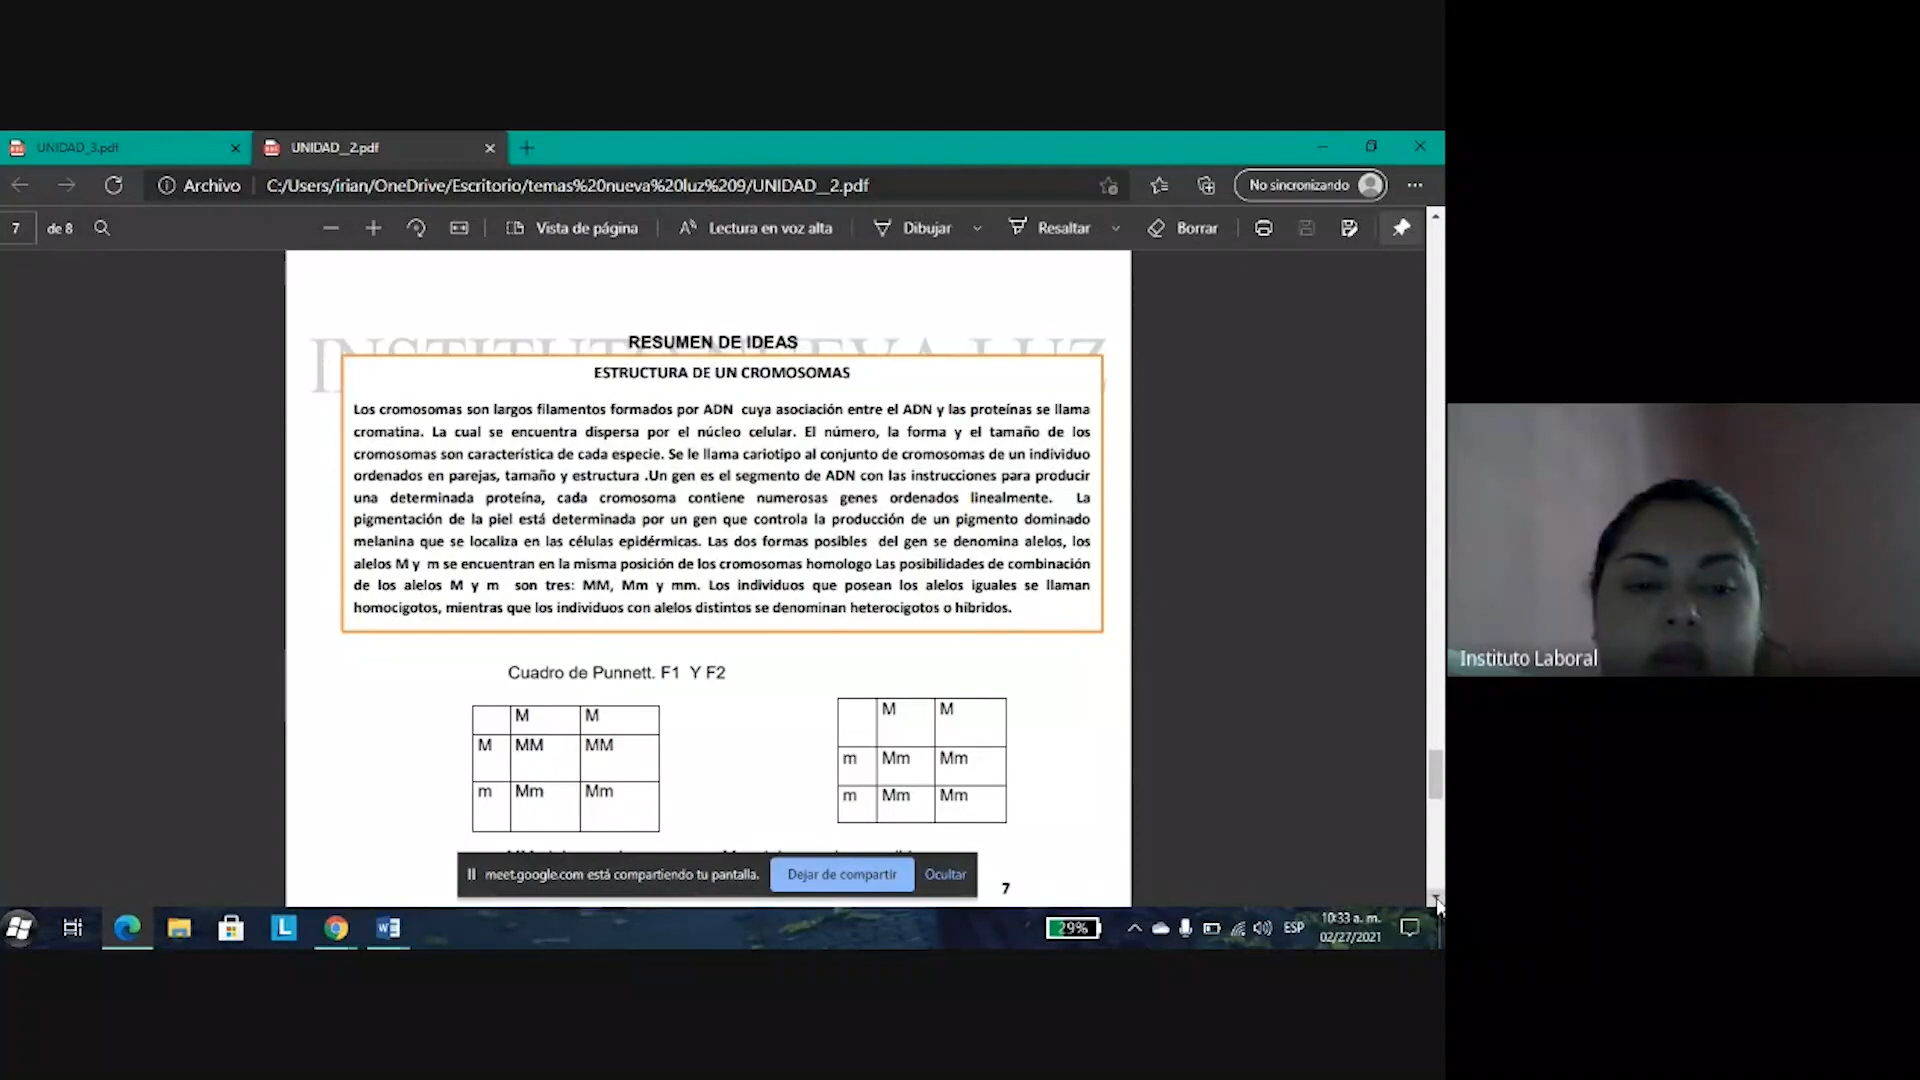 UNIDAD_3.pdf
UNIDAD__2.pdf
Archivo
C:/Users/irian/OneDrive/Escritorio/temas%20nueva%20luz%209/UNIDAD__2.pdf
No sincronizando
7 de 8
Vista de página
Lectura en voz alta
Dibujar
Resaltar
Borrar
INSTITUTO NUEVA LUZ
RESUMEN DE IDEAS
ESTRUCTURA DE UN CROMOSOMAS
Los cromosomas son largos filamentos formados por ADN cuya asociación entre el ADN y las proteínas se llama
cromatina. La cual se encuentra dispersa por el núcleo celular. El número, la forma y el tamaño de los
cromosomas son característica de cada especie. Se le llama cariotipo al conjunto de cromosomas de un individuo
ordenados en parejas, tamaño y estructura .Un gen es el segmento de ADN con las instrucciones para producir
una determinada proteína, cada cromosoma contiene numerosas genes ordenados linealmente. La
pigmentación de la piel está determinada por un gen que controla la producción de un pigmento dominado
melanina que se localiza en las células epidérmicas. Las dos formas posibles del gen se denomina alelos, los
alelos M y m se encuentran en la misma posición de los cromosomas homologo Las posibilidades de combinación
de los alelos M y m son tres: MM, Mm y mm. Los individuos que posean los alelos iguales se llaman
homocigotos, mientras que los individuos con alelos distintos se denominan heterocigotos o híbridos.
Cuadro de Punnett. F1 Y F2
M M
M MM MM
m Mm Mm
M M
m Mm Mm
m Mm Mm
meet.google.com está compartiendo tu pantalla.
Dejar de compartir
Ocultar
7
29%
ESP
10:33 a. m.
02/27/2021
Instituto Laboral